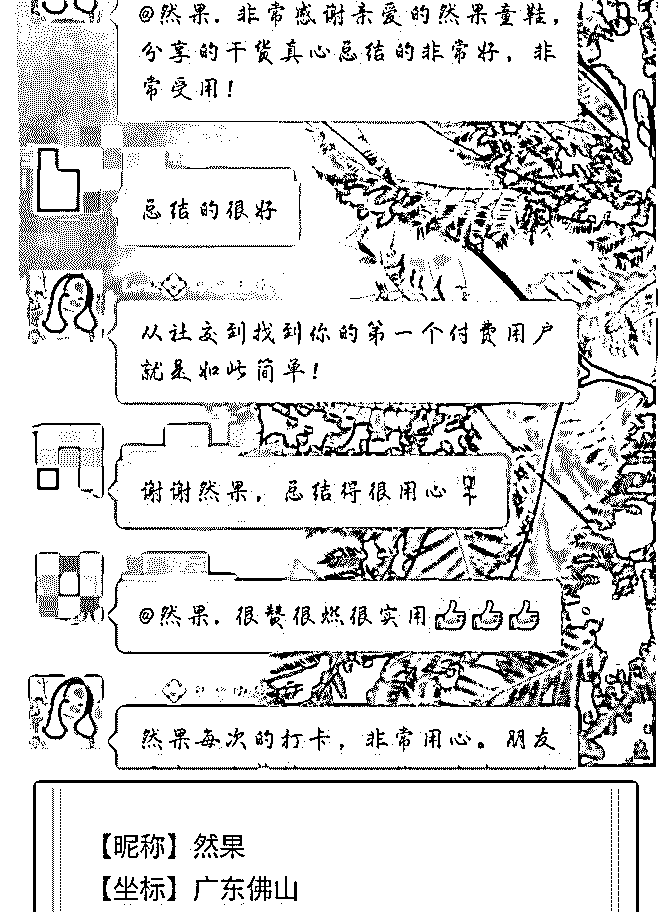 @然果. 非常感谢亲爱的然果童鞋，
分享的干货真心总结的非常好，非
常受用！
总结的很好
从社交到找到你的第一个付费用户
就是如此简单！
谢谢然果，总结得很用心
@然果. 很赞很燃很实用👍👍👍
然果每次的打卡，非常用心。朋友
【昵称】然果
【坐标】广东佛山